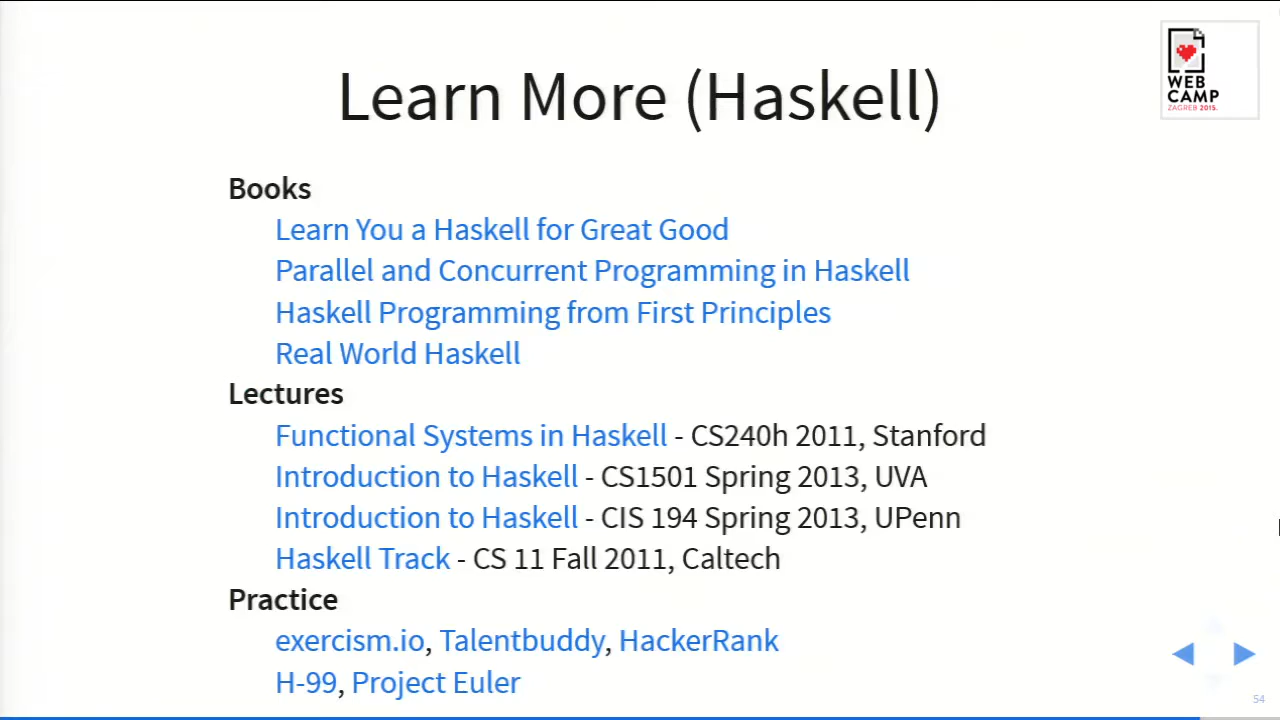 Learn More (Haskell)
WEB
CAMP
ZAGREB 2015.
Books
Learn You a Haskell for Great Good
Parallel and Concurrent Programming in Haskell
Haskell Programming from First Principles
Real World Haskell
Lectures
Functional Systems in Haskell - CS240h 2011, Stanford
Introduction to Haskell - CS1501 Spring 2013, UVA
Introduction to Haskell - CIS 194 Spring 2013, UPenn
Haskell Track - CS 11 Fall 2011, Caltech
Practice
exercism.io, Talentbuddy, HackerRank
H-99, Project Euler
54